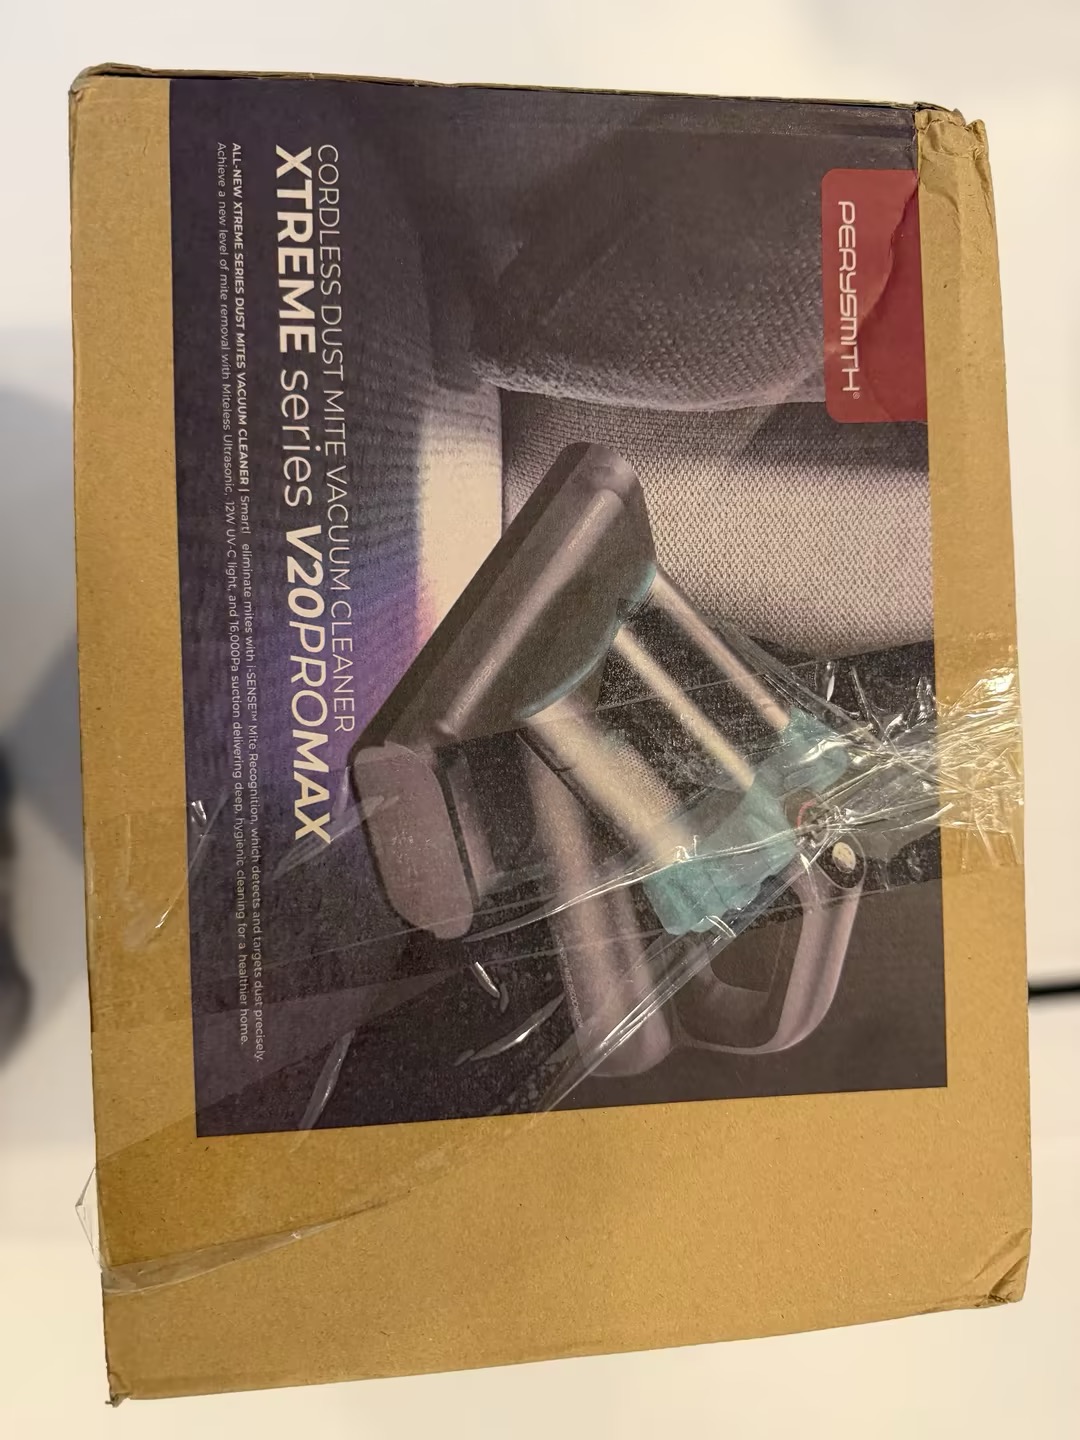 PERYSMITH®
CORDLESS DUST MITE VACUUM CLEANER
XTREME series V20PROMAX
ALL-NEW XTREME SERIES DUST MITES VACUUM CLEANER | Smart! eliminate mites with i-SENSE™ Mite Recognition, which detects and targets dust precisely.
Achieve a new level of mite removal with Miteless Ultrasonic, 12W UV-C light, and 16,000Pa suction delivering deep, hygienic cleaning for a healthier home.